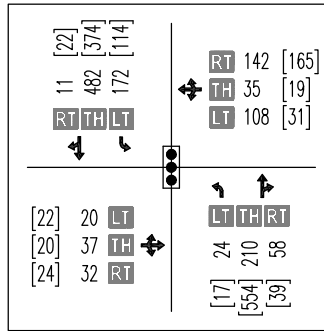 [22] [374] [114]
11 482 172
RT TH LT
RT 142 [165]
TH 35 [19]
LT 108 [31]
[22] 20 LT
[20] 37 TH
[24] 32 RT
LT TH RT
24 210 58
[17] [554] [39]